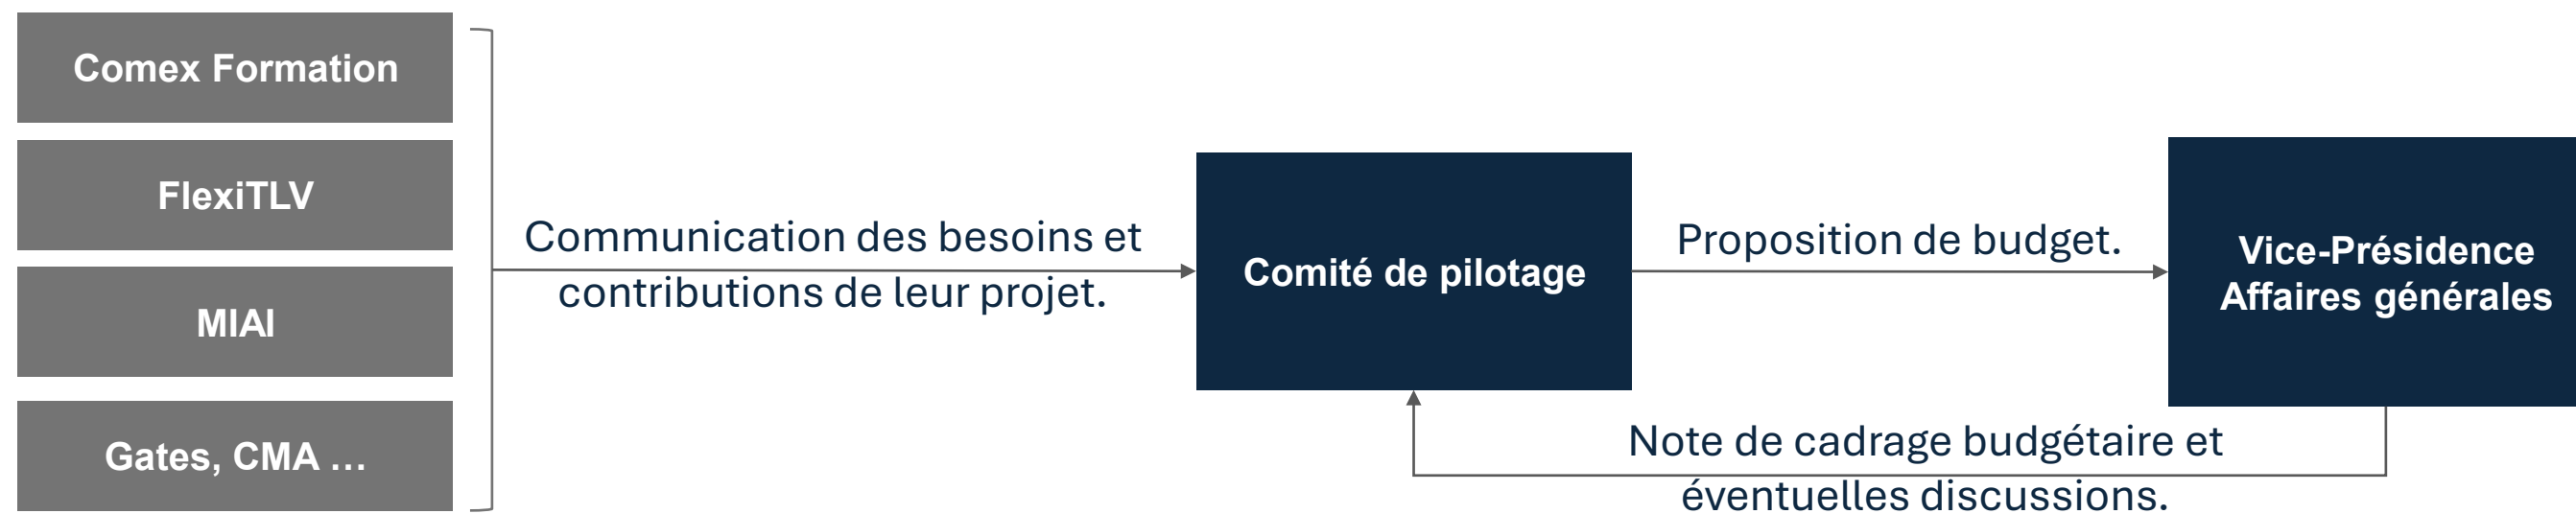 Comex Formation
FlexiTLV
MIAI
Gates, CMA …
Communication des besoins et
contributions de leur projet.
Comité de pilotage
Proposition de budget.
Vice-Présidence
Affaires générales
Note de cadrage budgétaire et
éventuelles discussions.